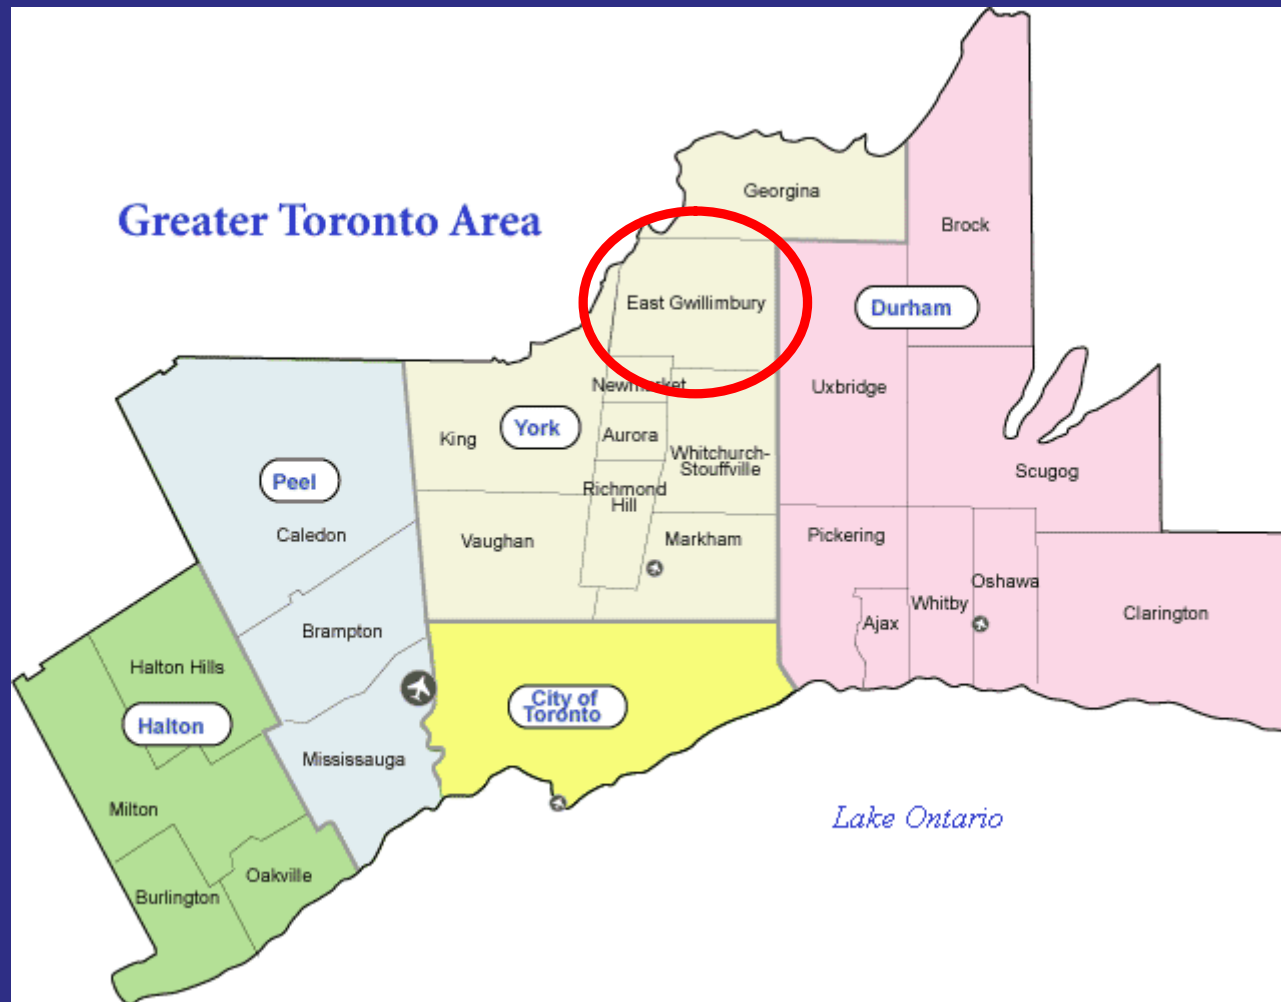 Greater Toronto Area
Georgina
Brock
East Gwillimbury
Durham
Newmarket
Uxbridge
King
York
Aurora
Whitchurch-
Stouffville
Scugog
Peel
Richmond
Hill
Caledon
Vaughan
Markham
Pickering
Oshawa
Whitby
Clarington
Ajax
Brampton
Halton Hills
City of
Toronto
Halton
Mississauga
Milton
Lake Ontario
Oakville
Burlington